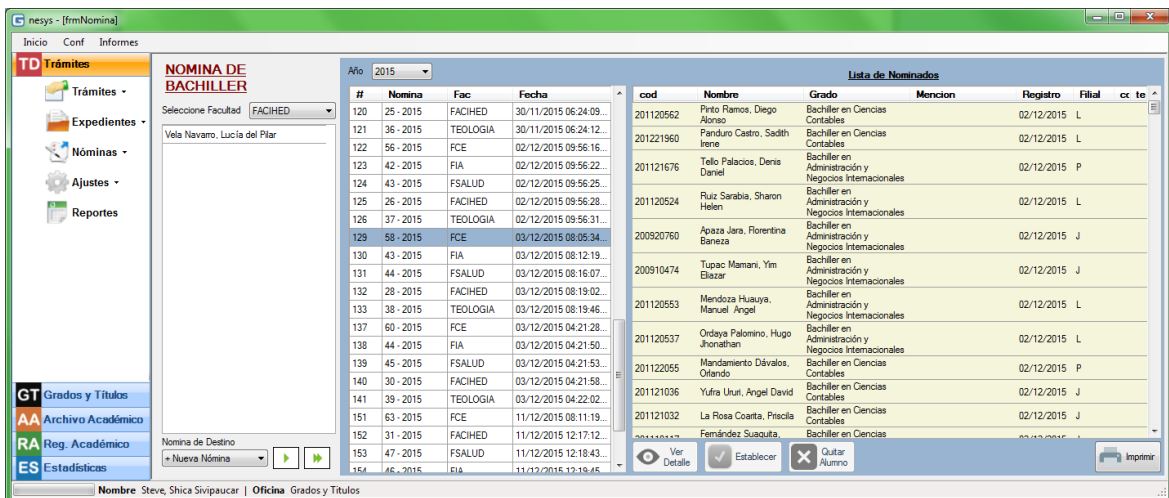 nesys - [frmNomina]
Inicio Conf Informes
TD Trámites
Trámites
Expedientes
Nóminas
Ajustes
Reportes
GT Grados y Títulos
AA Archivo Académico
RA Reg. Académico
ES Estadísticas
NOMINA DE
BACHILLER
Seleccione Facultad FACIHED
Vela Navarro, Lucía del Pilar
Nomina de Destino
+ Nueva Nómina
Año 2015
# Nomina Fac Fecha
120 25 - 2015 FACIHED 30/11/2015 06:24:09...
121 36 - 2015 TEOLOGIA 30/11/2015 06:24:12...
122 56 - 2015 FCE 02/12/2015 09:56:16...
123 42 - 2015 FIA 02/12/2015 09:56:22...
124 43 - 2015 FSALUD 02/12/2015 09:56:25...
125 26 - 2015 FACIHED 02/12/2015 09:56:28...
126 37 - 2015 TEOLOGIA 02/12/2015 09:56:31...
129 58 - 2015 FCE 03/12/2015 08:05:34...
130 43 - 2015 FIA 03/12/2015 08:12:19...
131 44 - 2015 FSALUD 03/12/2015 08:16:07...
132 28 - 2015 FACIHED 03/12/2015 08:19:02...
133 38 - 2015 TEOLOGIA 03/12/2015 08:19:46...
137 60 - 2015 FCE 03/12/2015 04:21:28...
138 44 - 2015 FIA 03/12/2015 04:21:50...
139 45 - 2015 FSALUD 03/12/2015 04:21:53...
140 30 - 2015 FACIHED 03/12/2015 04:21:58...
141 39 - 2015 TEOLOGIA 03/12/2015 04:22:02...
151 63 - 2015 FCE 11/12/2015 08:11:19...
152 31 - 2015 FACIHED 11/12/2015 12:17:12...
153 47 - 2015 FSALUD 11/12/2015 12:18:43...
154 46 - 2015 FIA 11/12/2015 12:19:45
Lista de Nominados
cod Nombre Grado Mencion Registro Filial cc te
201120562 Pinto Ramos, Diego Alonso Bachiller en Ciencias Contables 02/12/2015 L
201221960 Panduro Castro, Sadith Irene Bachiller en Ciencias Contables 02/12/2015 L
201121676 Tello Palacios, Denis Daniel Bachiller en Administración y Negocios Internacionales 02/12/2015 P
201120524 Ruiz Sarabia, Sharon Helen Bachiller en Administración y Negocios Internacionales 02/12/2015 L
200920760 Apaza Jara, Florentina Baneza Bachiller en Administración y Negocios Internacionales 02/12/2015 J
200910474 Tupac Mamani, Yim Eliazar Bachiller en Administración y Negocios Internacionales 02/12/2015 J
201120553 Mendoza Huauya, Manuel Angel Bachiller en Administración y Negocios Internacionales 02/12/2015 L
201120537 Ordaya Palomino, Hugo Jhonathan Bachiller en Administración y Negocios Internacionales 02/12/2015 L
201122055 Mandamiento Dávalos, Orlando Bachiller en Ciencias Contables 02/12/2015 P
201121036 Yufra Ururi, Angel David Bachiller en Ciencias Contables 02/12/2015 J
201121032 La Rosa Coarita, Priscila Bachiller en Ciencias Contables 02/12/2015 J
Fernández Suaquita, Bachiller en Ciencias
Ver Detalle
Establecer
Quitar Alumno
Imprimir
Nombre Steve, Shica Sivipaucar | Oficina Grados y Titulos